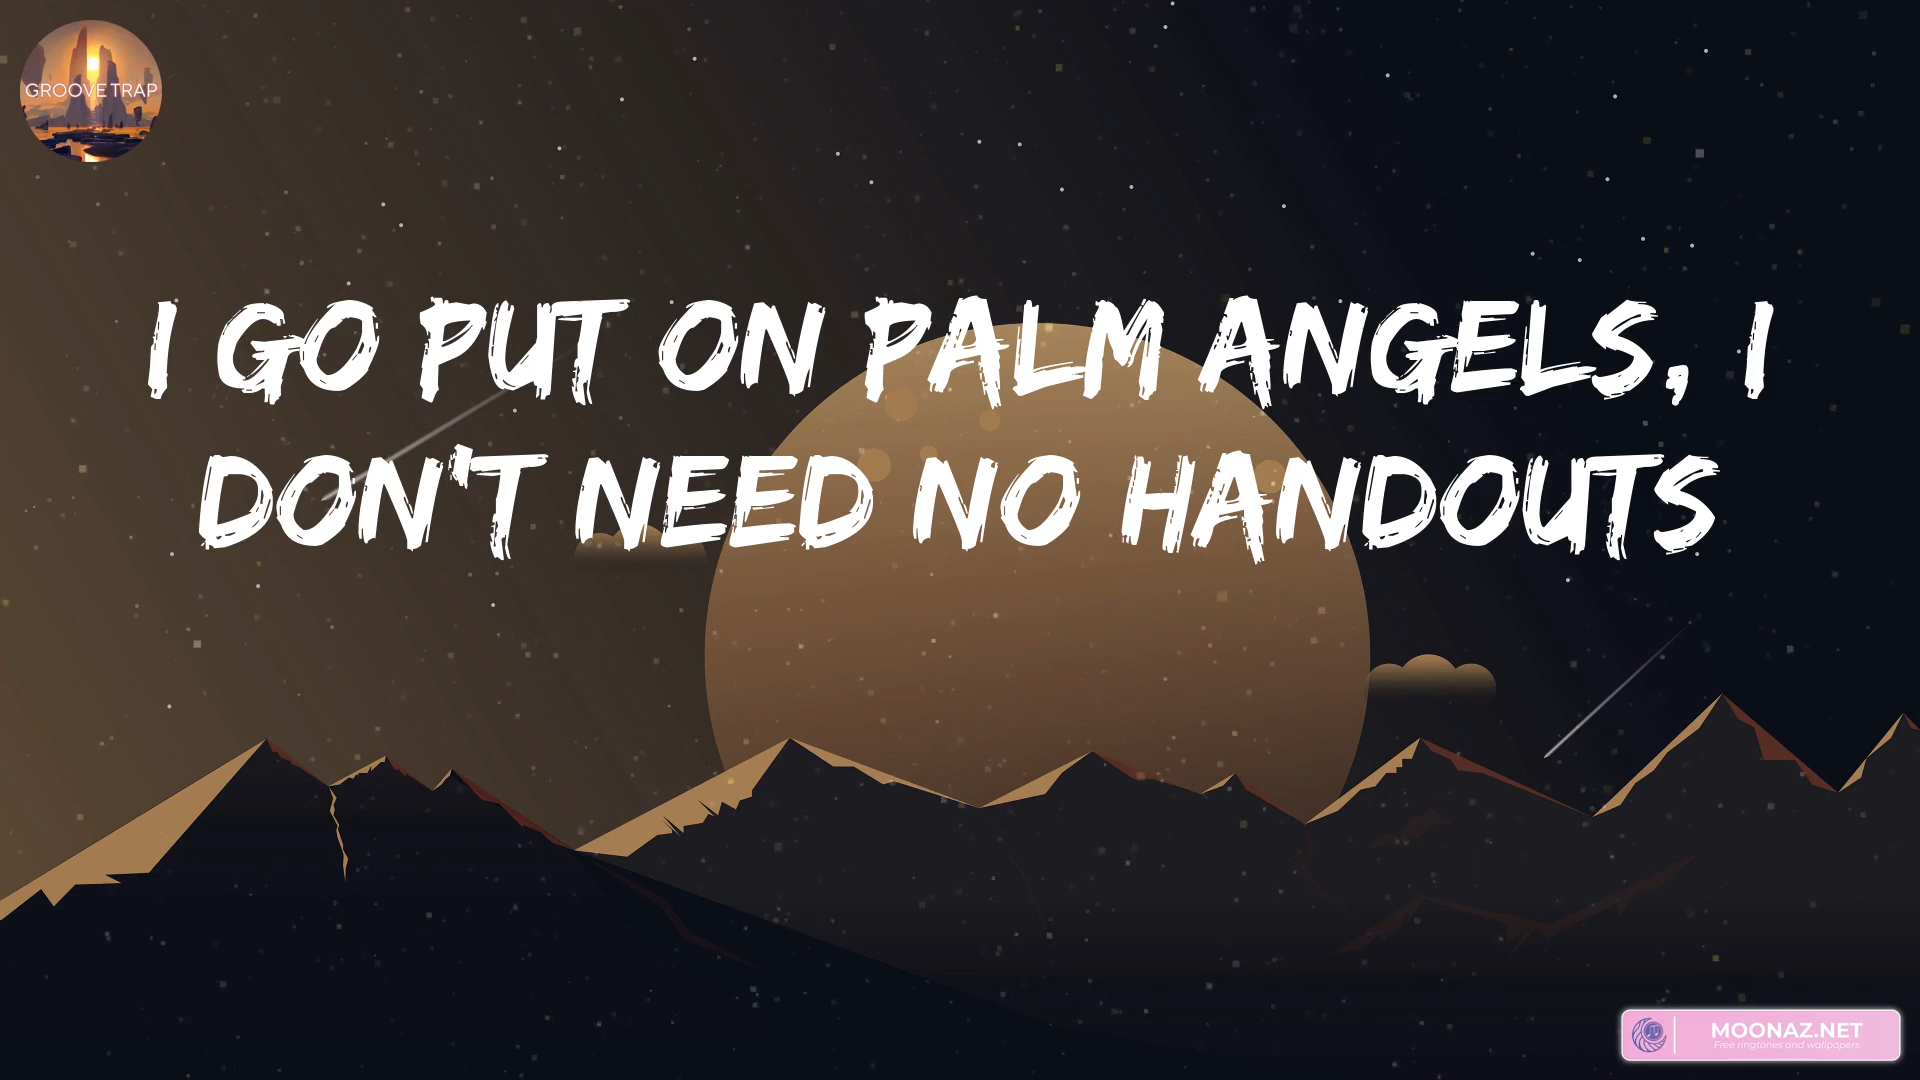 GROOVE TRAP
I GO PUT ON PALM ANGELS, I
DON'T NEED NO HANDOUTS
MOONAZ.NET
Free ringtones and wallpapers